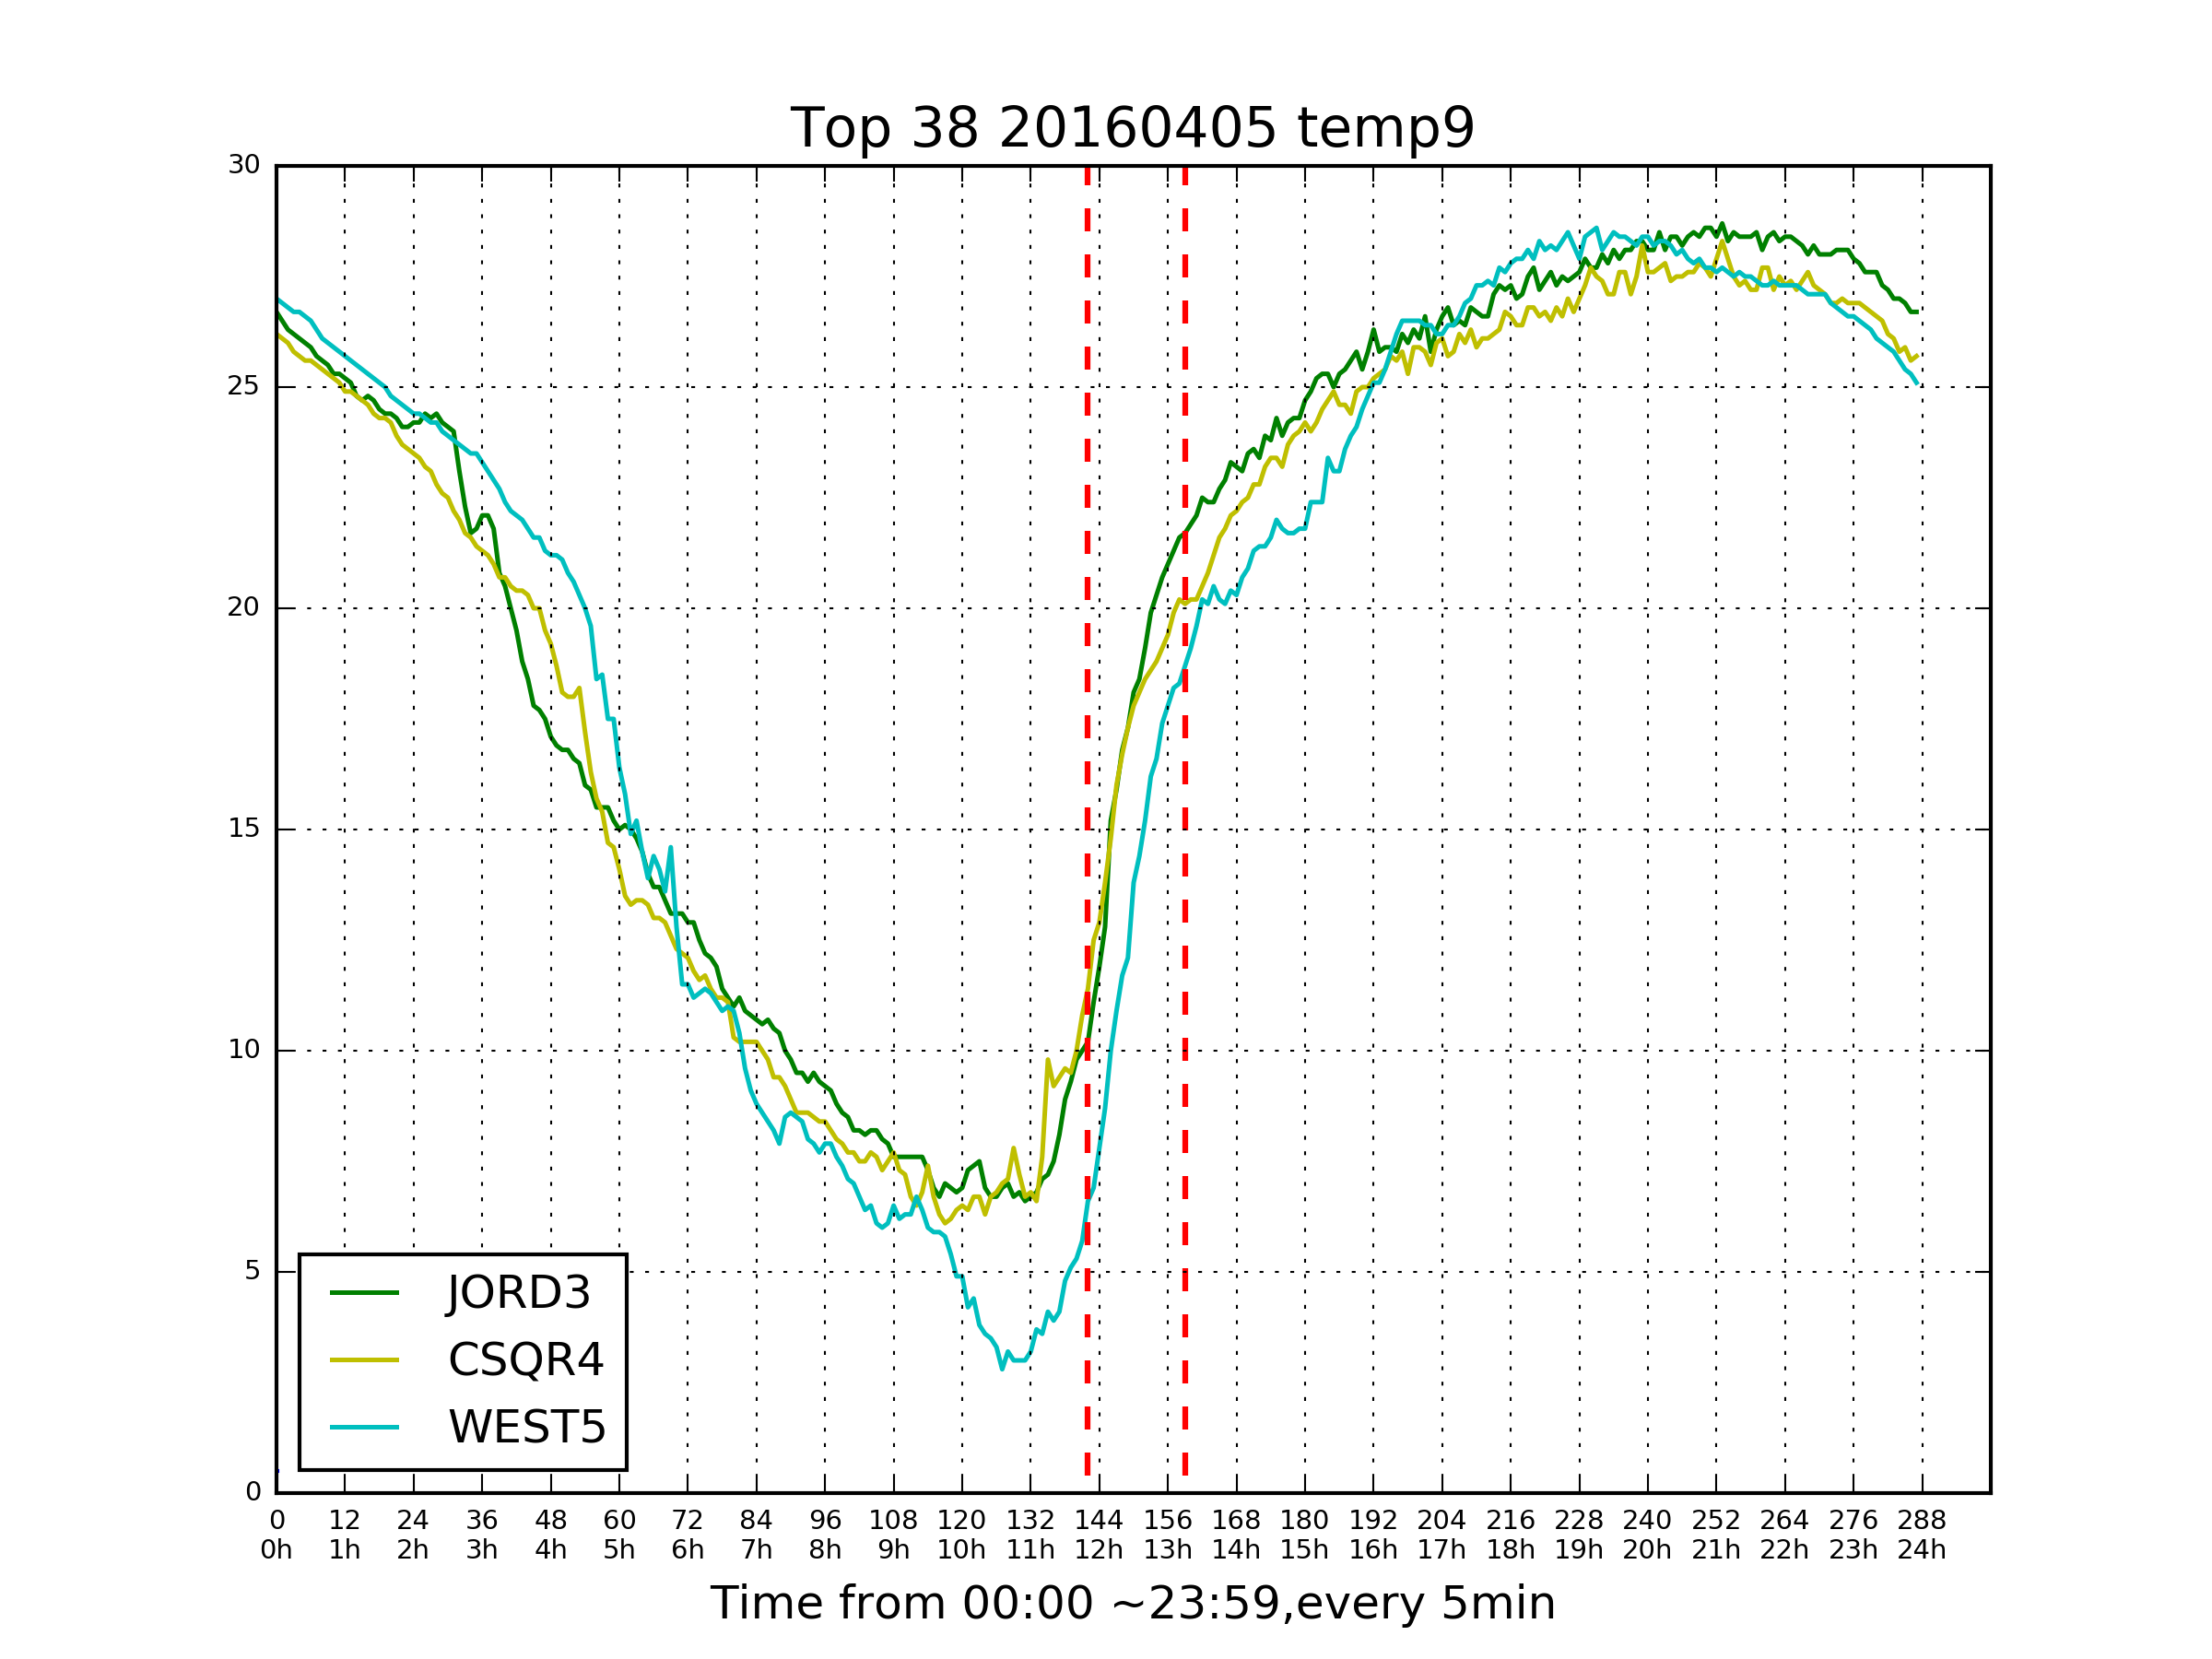 Top 38 20160405 temp9
30
25
20
15
10
5
0
JORD3
CSQR4
WEST5
0 12 24 36 48 60 72 84 96 108 120 132 144 156 168 180 192 204 216 228 240 252 264 276 288
0h 1h 2h 3h 4h 5h 6h 7h 8h 9h 10h 11h 12h 13h 14h 15h 16h 17h 18h 19h 20h 21h 22h 23h 24h
Time from 00:00 ~23:59,every 5min